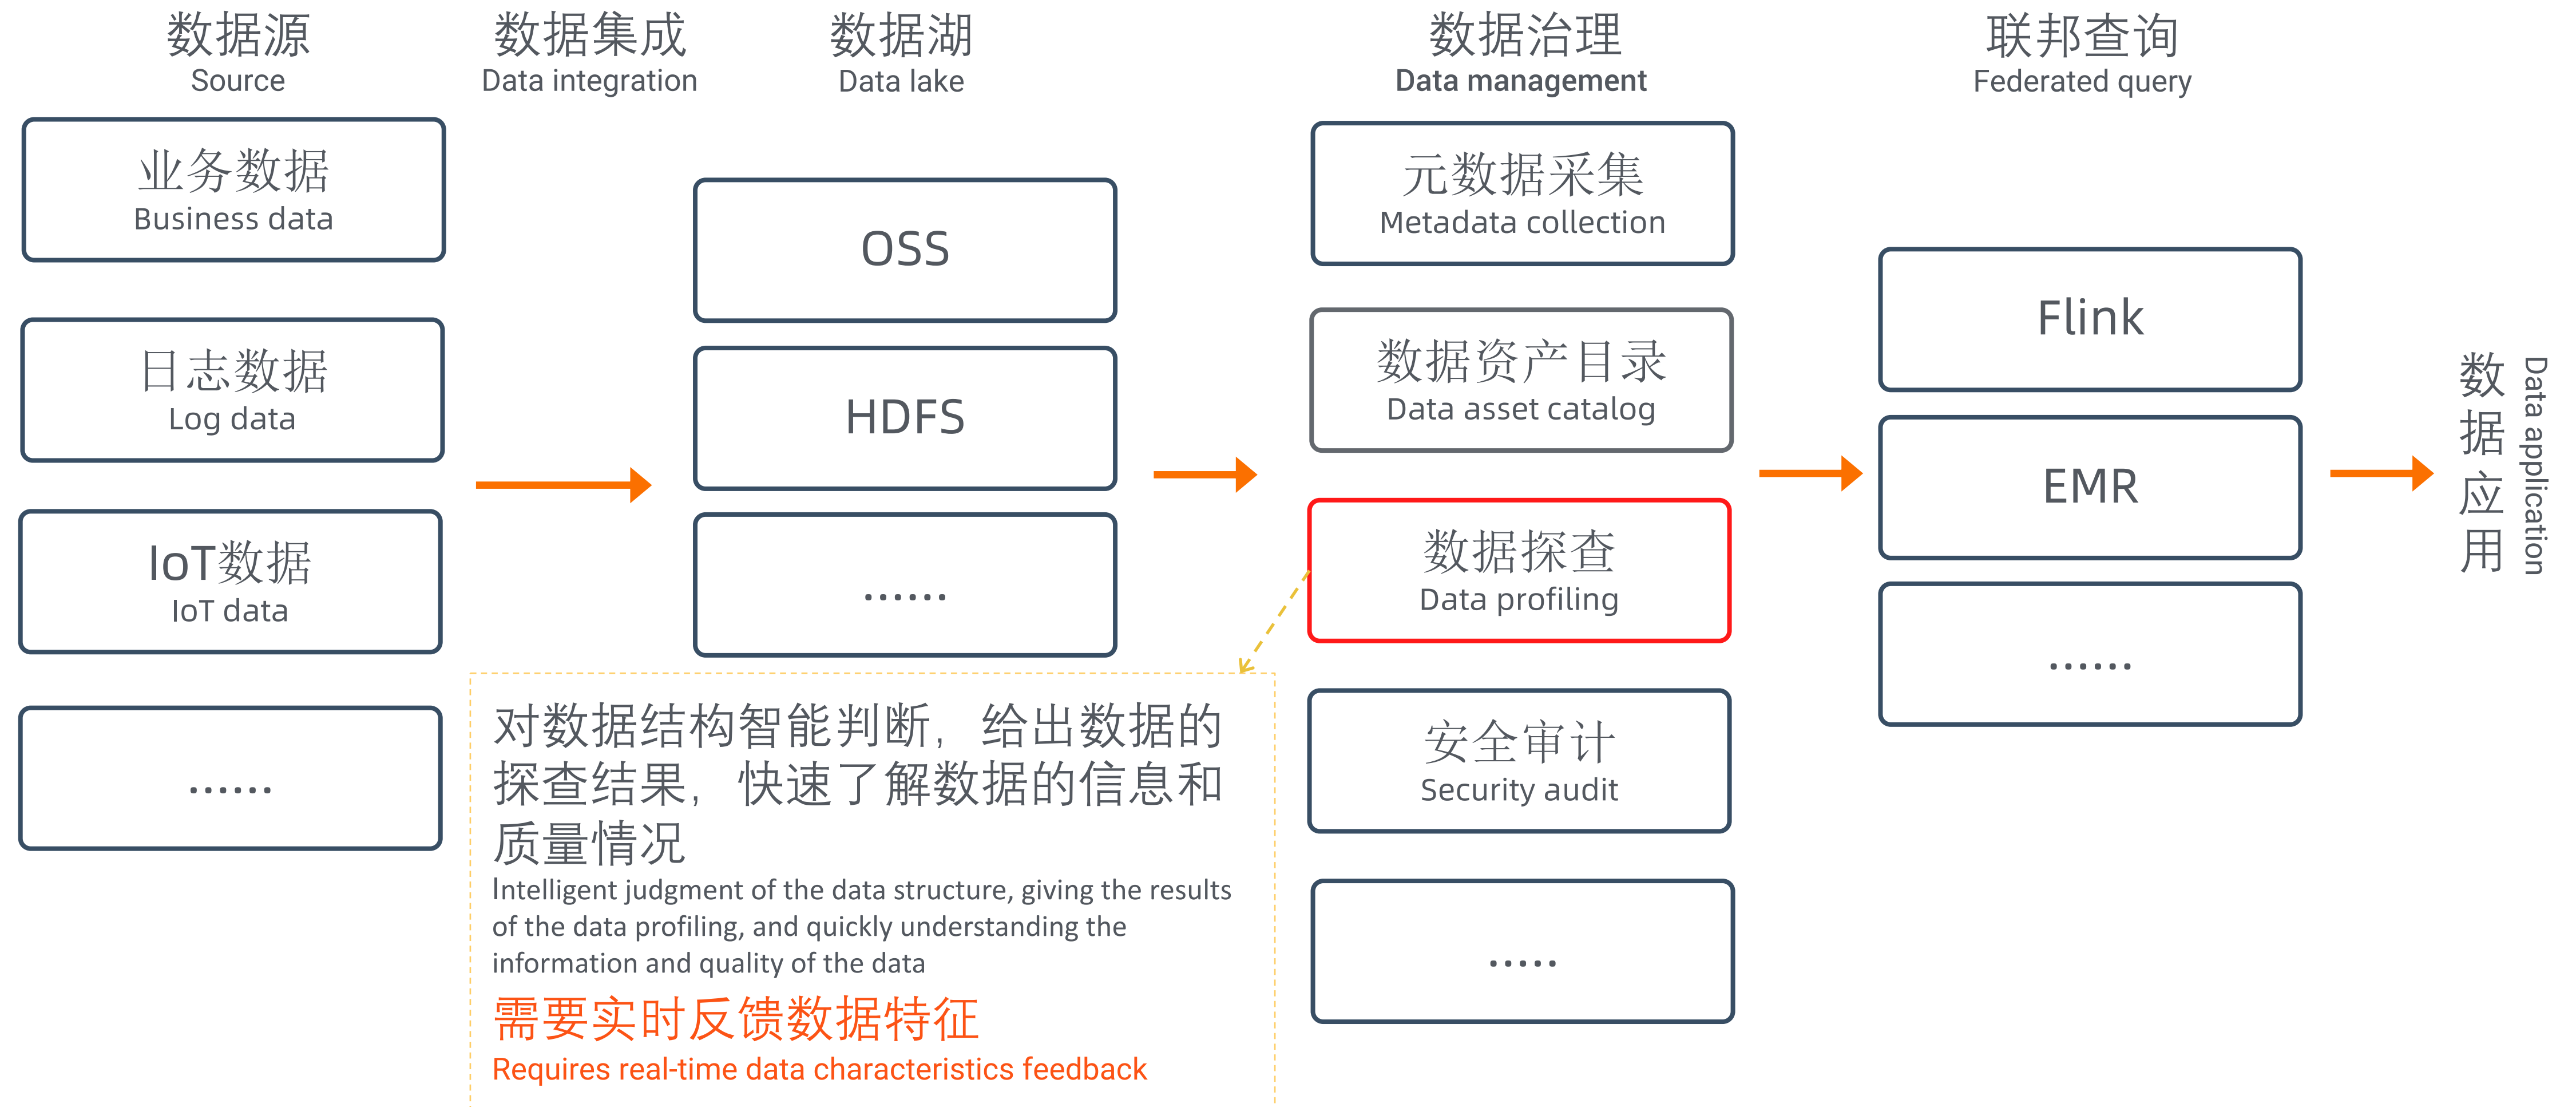 数据源
Source
数据集成
Data integration
数据湖
Data lake
数据治理
Data management
联邦查询
Federated query
业务数据
Business data
日志数据
Log data
IoT数据
IoT data
......
OSS
HDFS
......
元数据采集
Metadata collection
数据资产目录
Data asset catalog
数据探查
Data profiling
安全审计
Security audit
.....
Flink
EMR
......
数据应用
Data application
对数据结构智能判断，给出数据的
探查结果，快速了解数据的信息和
质量情况
Intelligent judgment of the data structure, giving the results
of the data profiling, and quickly understanding the
information and quality of the data
需要实时反馈数据特征
Requires real-time data characteristics feedback